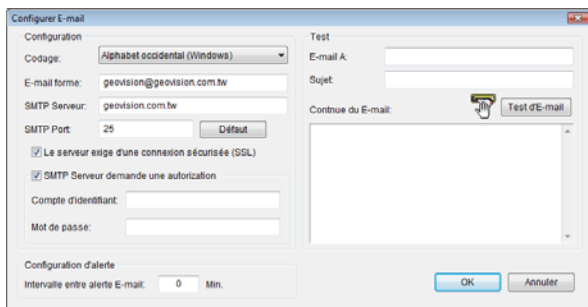 Configurer E-mail
Configuration
Codage:
Alphabet occidental (Windows)
E-mail forme:
geovision@geovision.com.tw
SMTP Serveur:
geovision.com.tw
SMTP Port:
25
Défaut
Le serveur exige d'une connexion sécurisée (SSL)
SMTP Serveur demande une autorization
Compte d'identifiant:
Mot de passe:
Configuration d'alerte
Intervalle entre alerte E-mail:
0
Min.
Test
E-mail A:
Sujet:
Contnue du E-mail:
Test d'E-mail
OK
Annuler